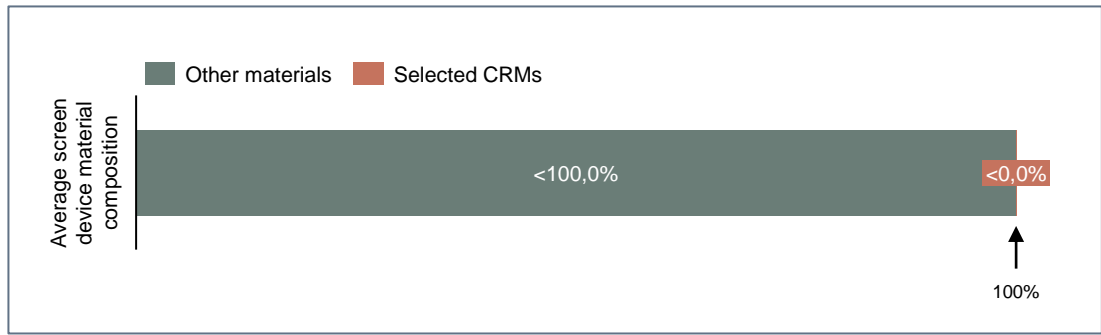 Other materials
Selected CRMs
Average screen
device material
composition
<100,0%
<0,0%
100%